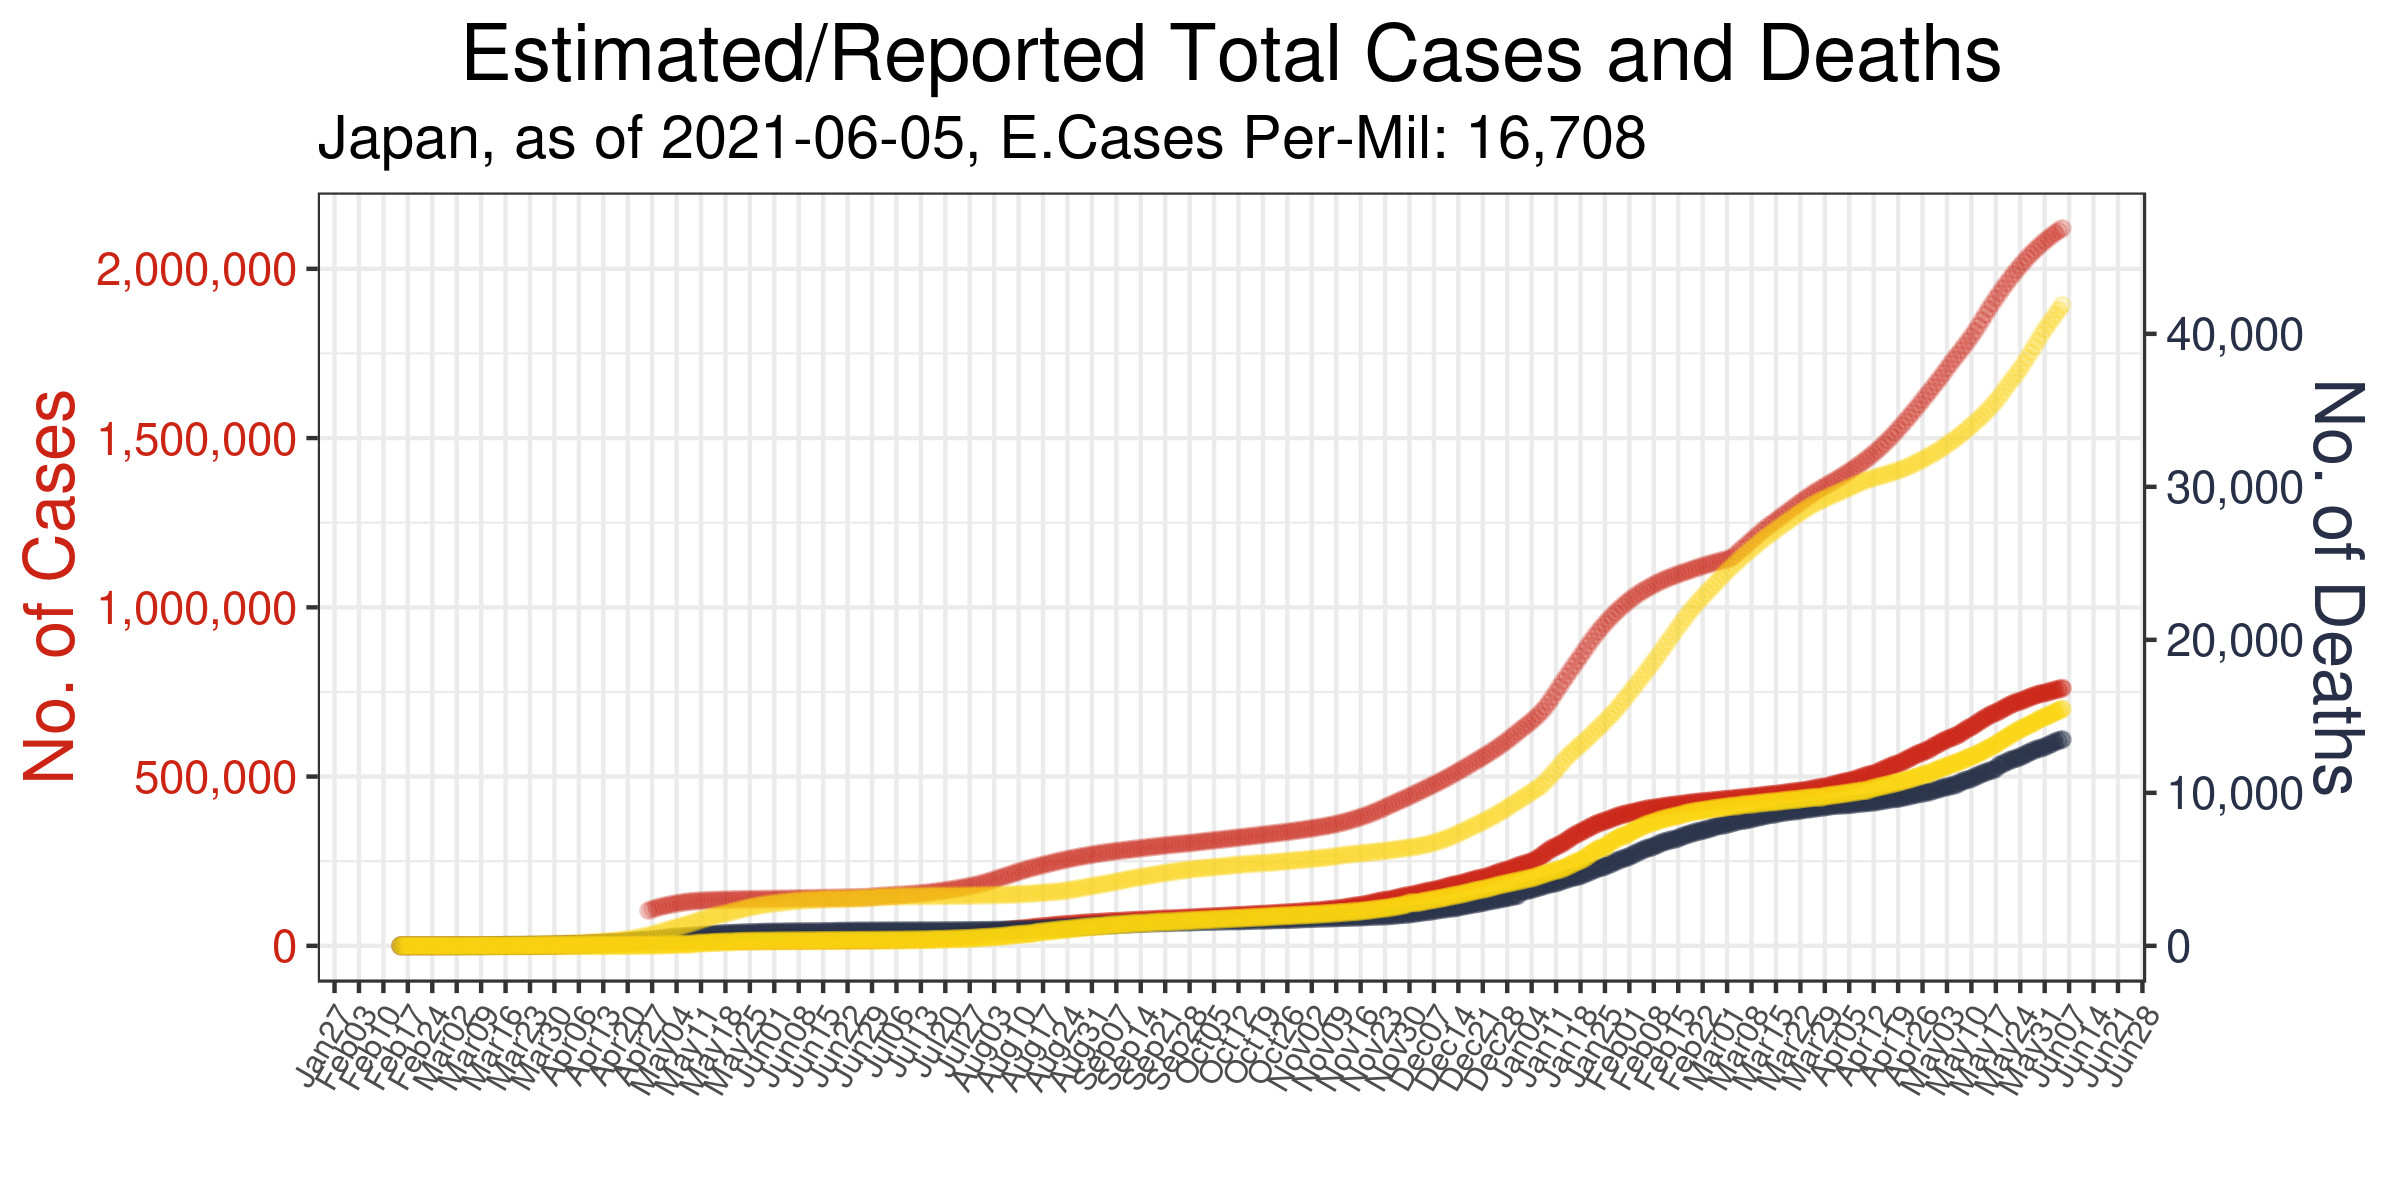 Estimated/Reported Total Cases and Deaths
Japan, as of 2021-06-05, E.Cases Per-Mil: 16,708
No. of Cases
2,000,000
1,500,000
1,000,000
500,000
0
40,000
30,000
20,000
10,000
0
No. of Deaths
Jan27
Feb03
Feb10
Feb17
Feb24
Mar02
Mar09
Mar16
Mar23
Mar30
Apr06
Apr13
Apr20
Apr27
May04
May11
May18
May25
Jun01
Jun08
Jun15
Jun22
Jun29
Jul06
Jul13
Jul20
Jul27
Aug03
Aug10
Aug17
Aug24
Aug31
Sep07
Sep14
Sep21
Sep28
Oct05
Oct12
Oct19
Oct26
Nov02
Nov09
Nov16
Nov23
Nov30
Dec07
Dec14
Dec21
Dec28
Jan04
Jan11
Jan18
Jan25
Feb01
Feb08
Feb15
Feb22
Mar01
Mar08
Mar15
Mar22
Mar29
Apr05
Apr12
Apr19
Apr26
May03
May10
May17
May24
May31
Jun07
Jun14
Jun21
Jun28